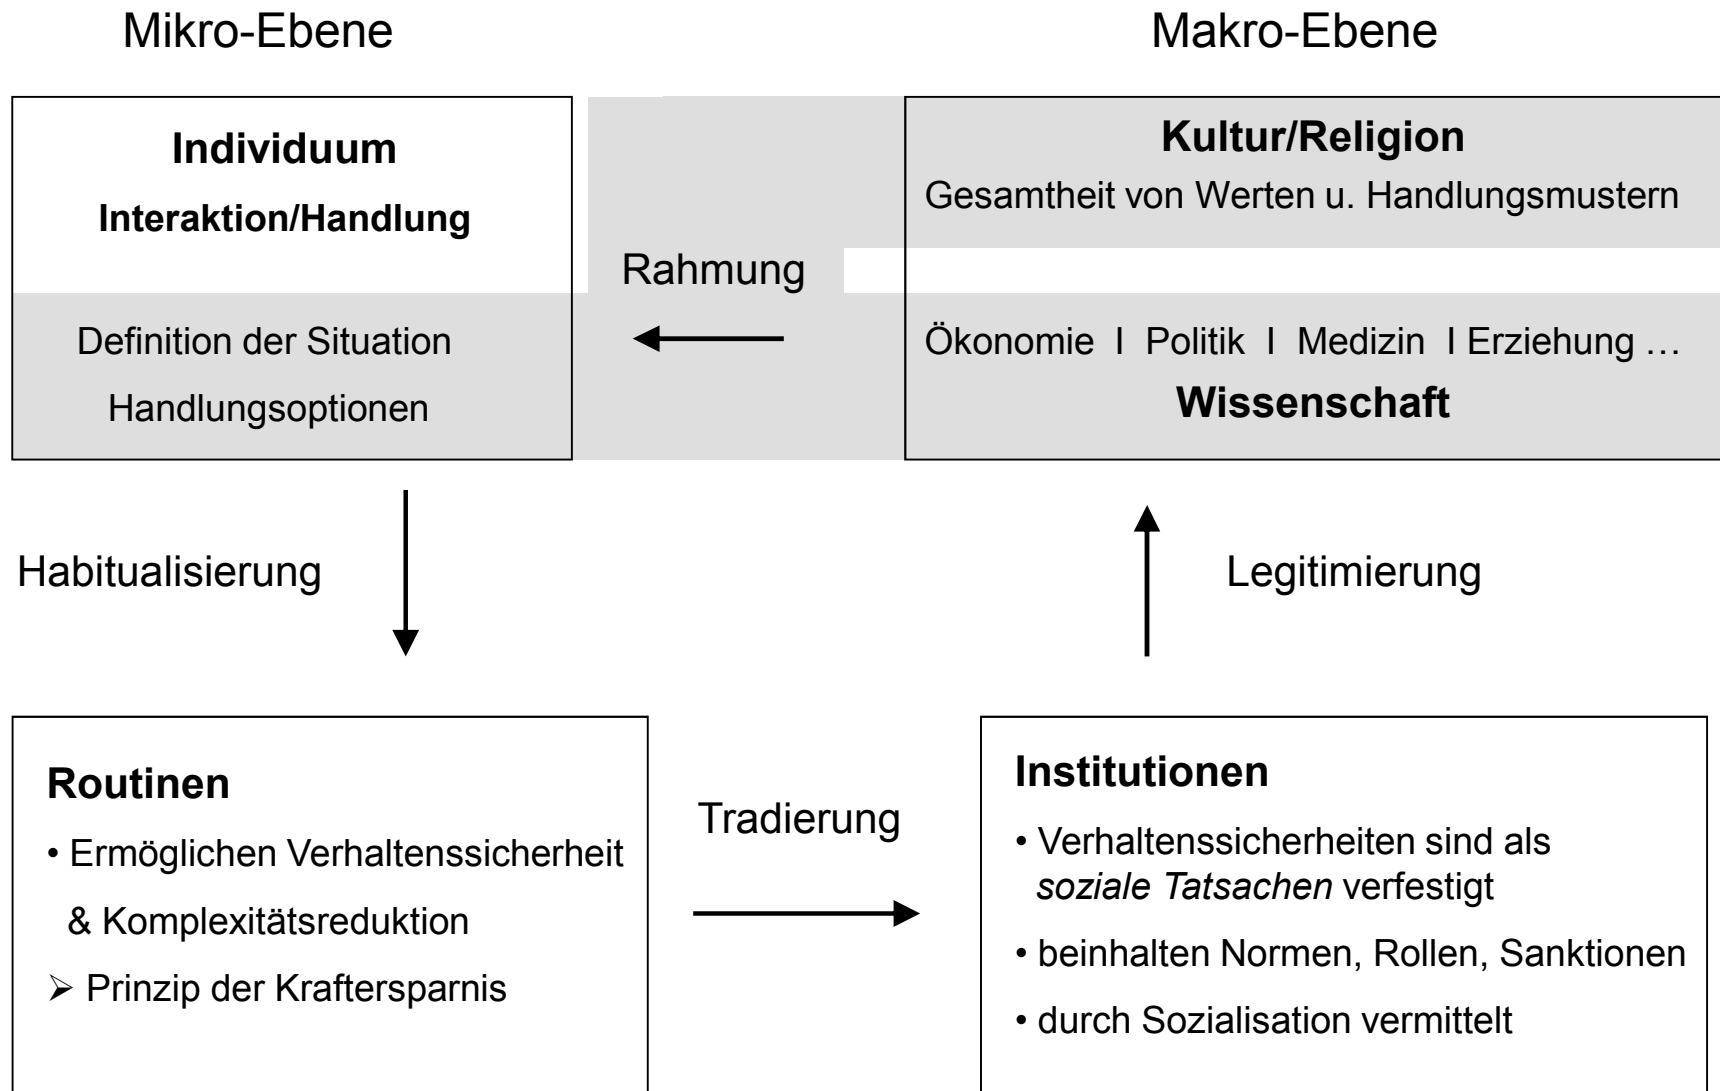 Mikro-Ebene
Makro-Ebene
Individuum
Interaktion/Handlung
Definition der Situation
Handlungsoptionen
Rahmung
Kultur/Religion
Gesamtheit von Werten u. Handlungsmustern
Ökonomie I Politik I Medizin I Erziehung …
Wissenschaft
Habitualisierung
Legitimierung
Routinen
• Ermöglichen Verhaltenssicherheit
& Komplexitätsreduktion
➢ Prinzip der Kraftersparnis
Tradierung
Institutionen
• Verhaltenssicherheiten sind als
soziale Tatsachen verfestigt
• beinhalten Normen, Rollen, Sanktionen
• durch Sozialisation vermittelt